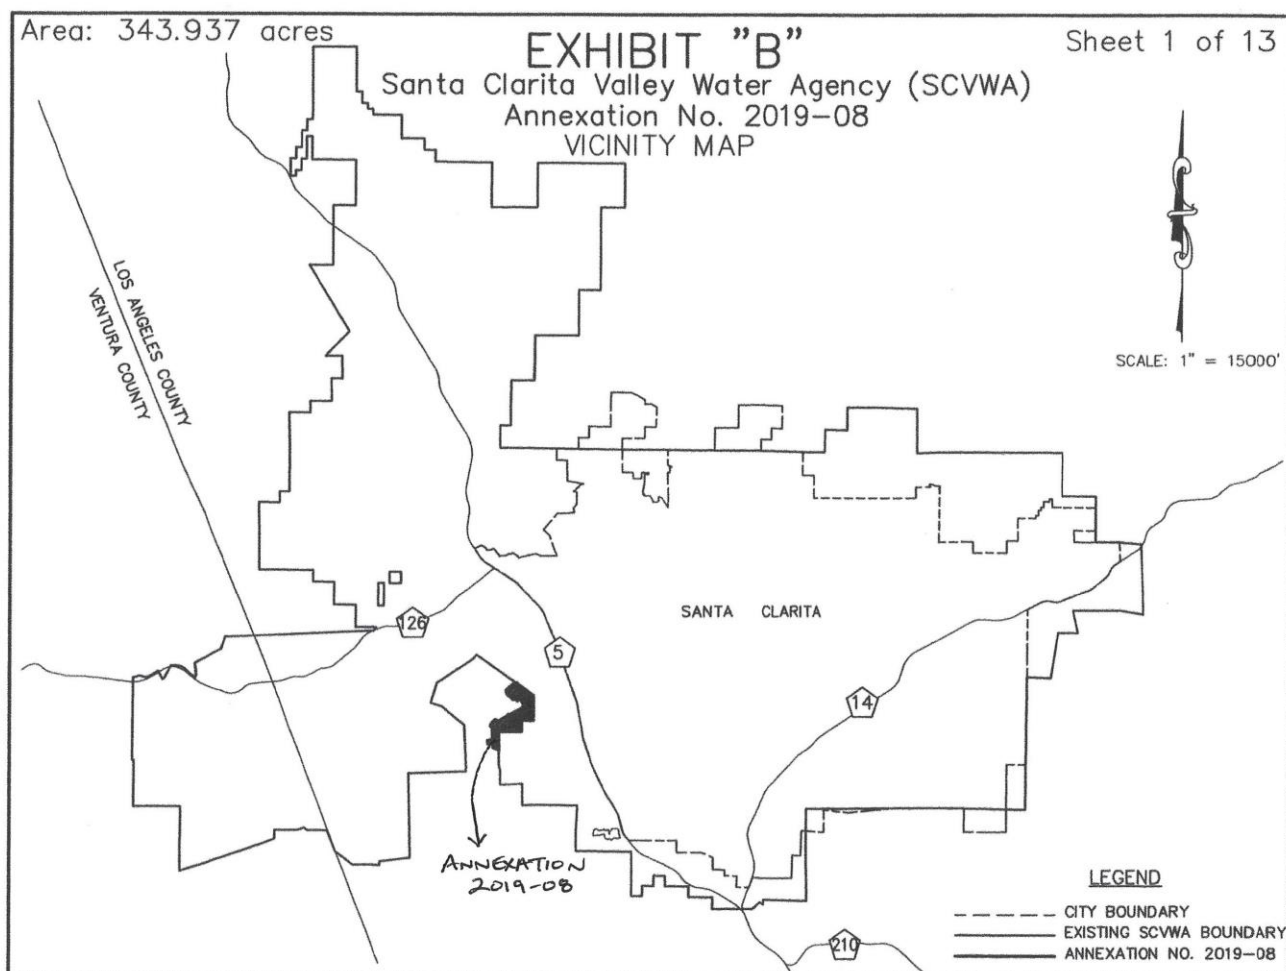 Area: 343.937 acres
EXHIBIT "B"
Sheet 1 of 13
Santa Clarita Valley Water Agency (SCVWA)
Annexation No. 2019-08
VICINITY MAP
SCALE: 1" = 15000'
LOS ANGELES COUNTY
VENTURA COUNTY
SANTA CLARITA
126
5
14
ANNEXATION
2019-08
LEGEND
CITY BOUNDARY
EXISTING SCVWA BOUNDARY
ANNEXATION NO. 2019-08
210